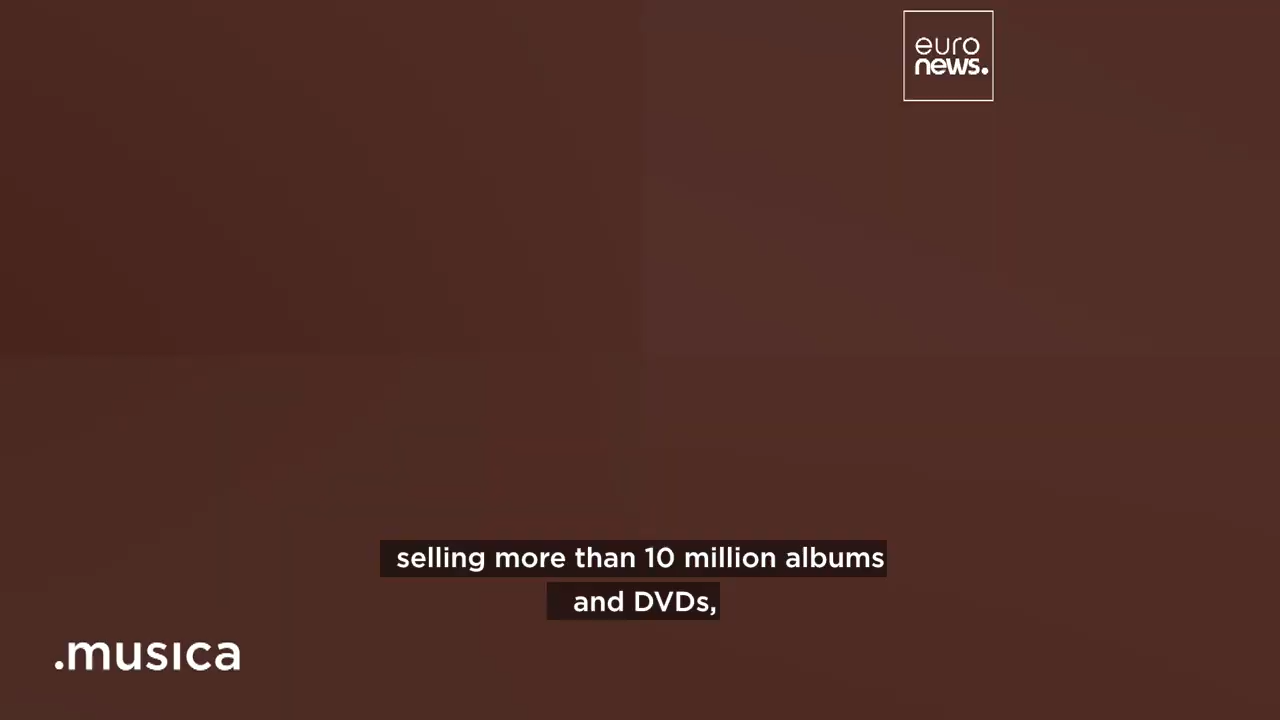 euro
news.
selling more than 10 million albums
and DVDs,
.musica